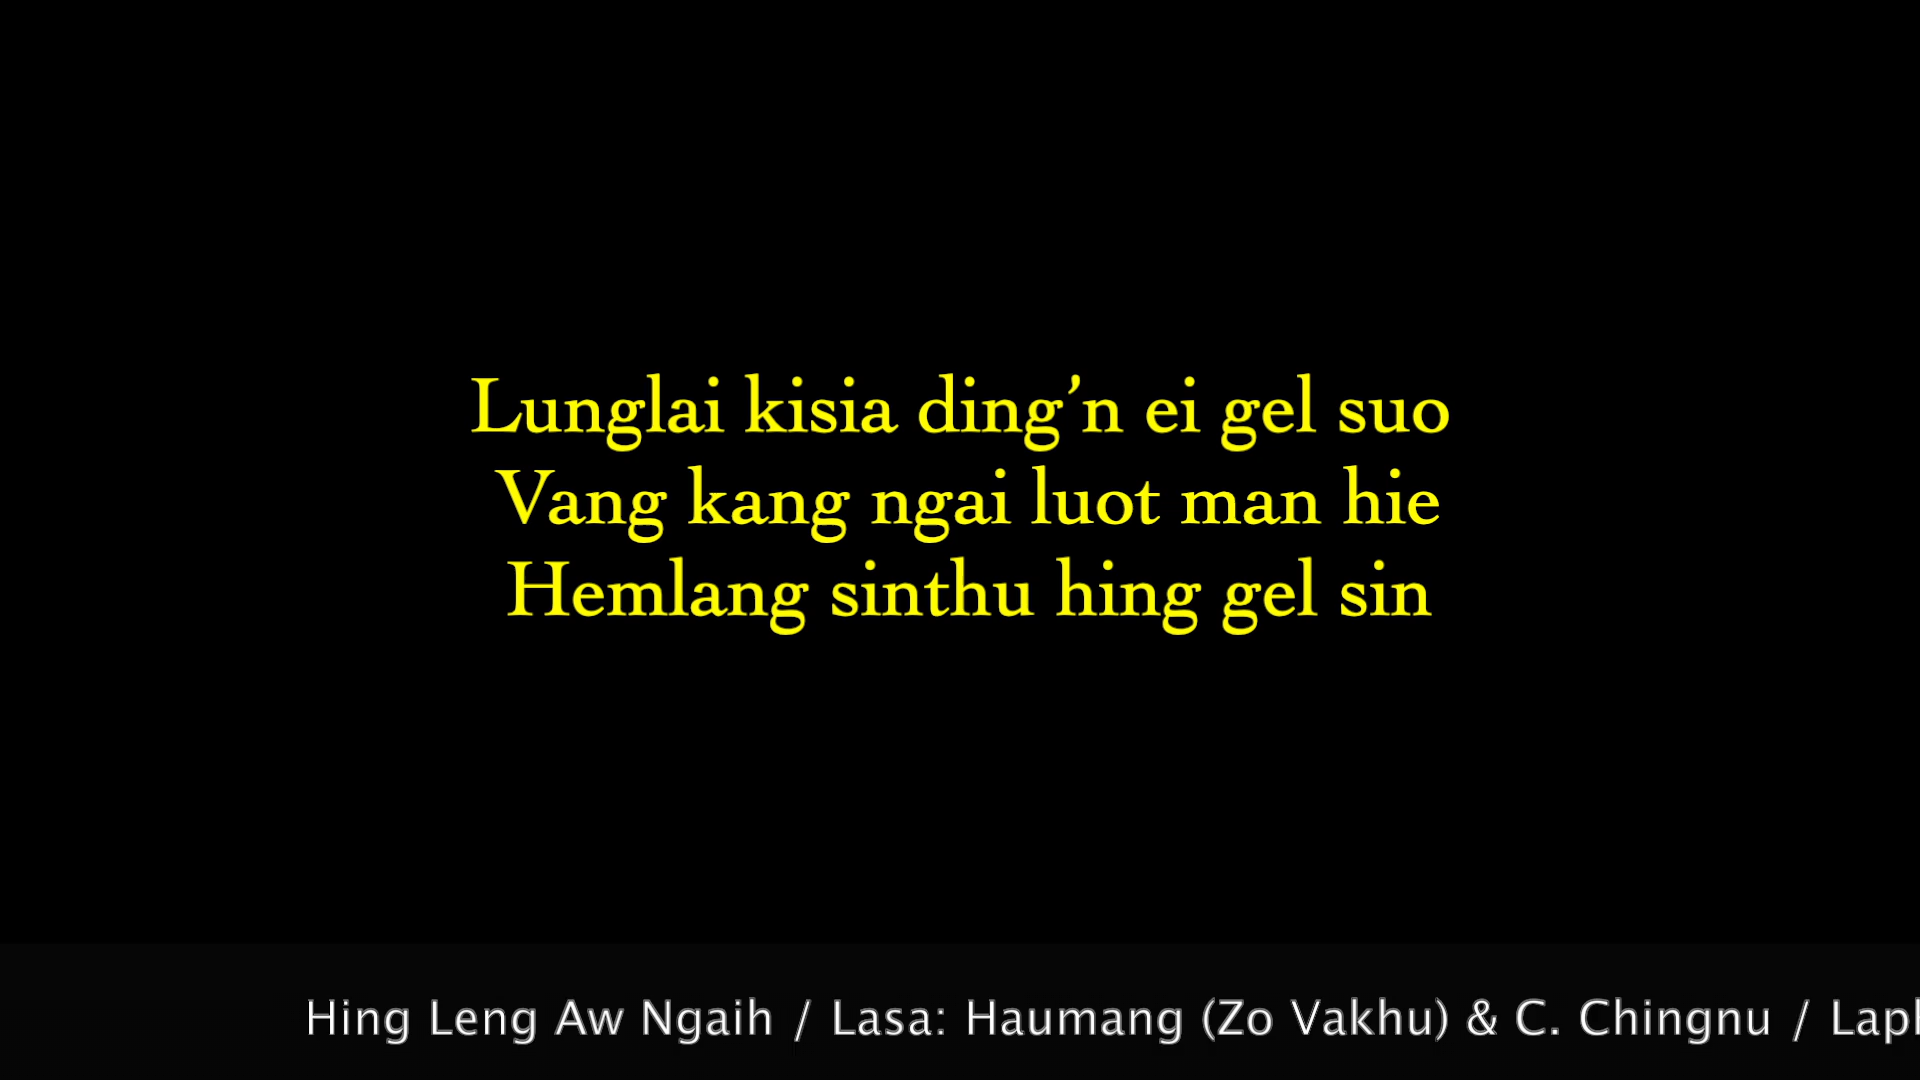 Lunglai kisia ding’n ei gel suo
Vang kang ngai luot man hie
Hemlang sinthu hing gel sin
Hing Leng Aw Ngaih / Lasa: Haumang (Zo Vakhu) & C. Chingnu /